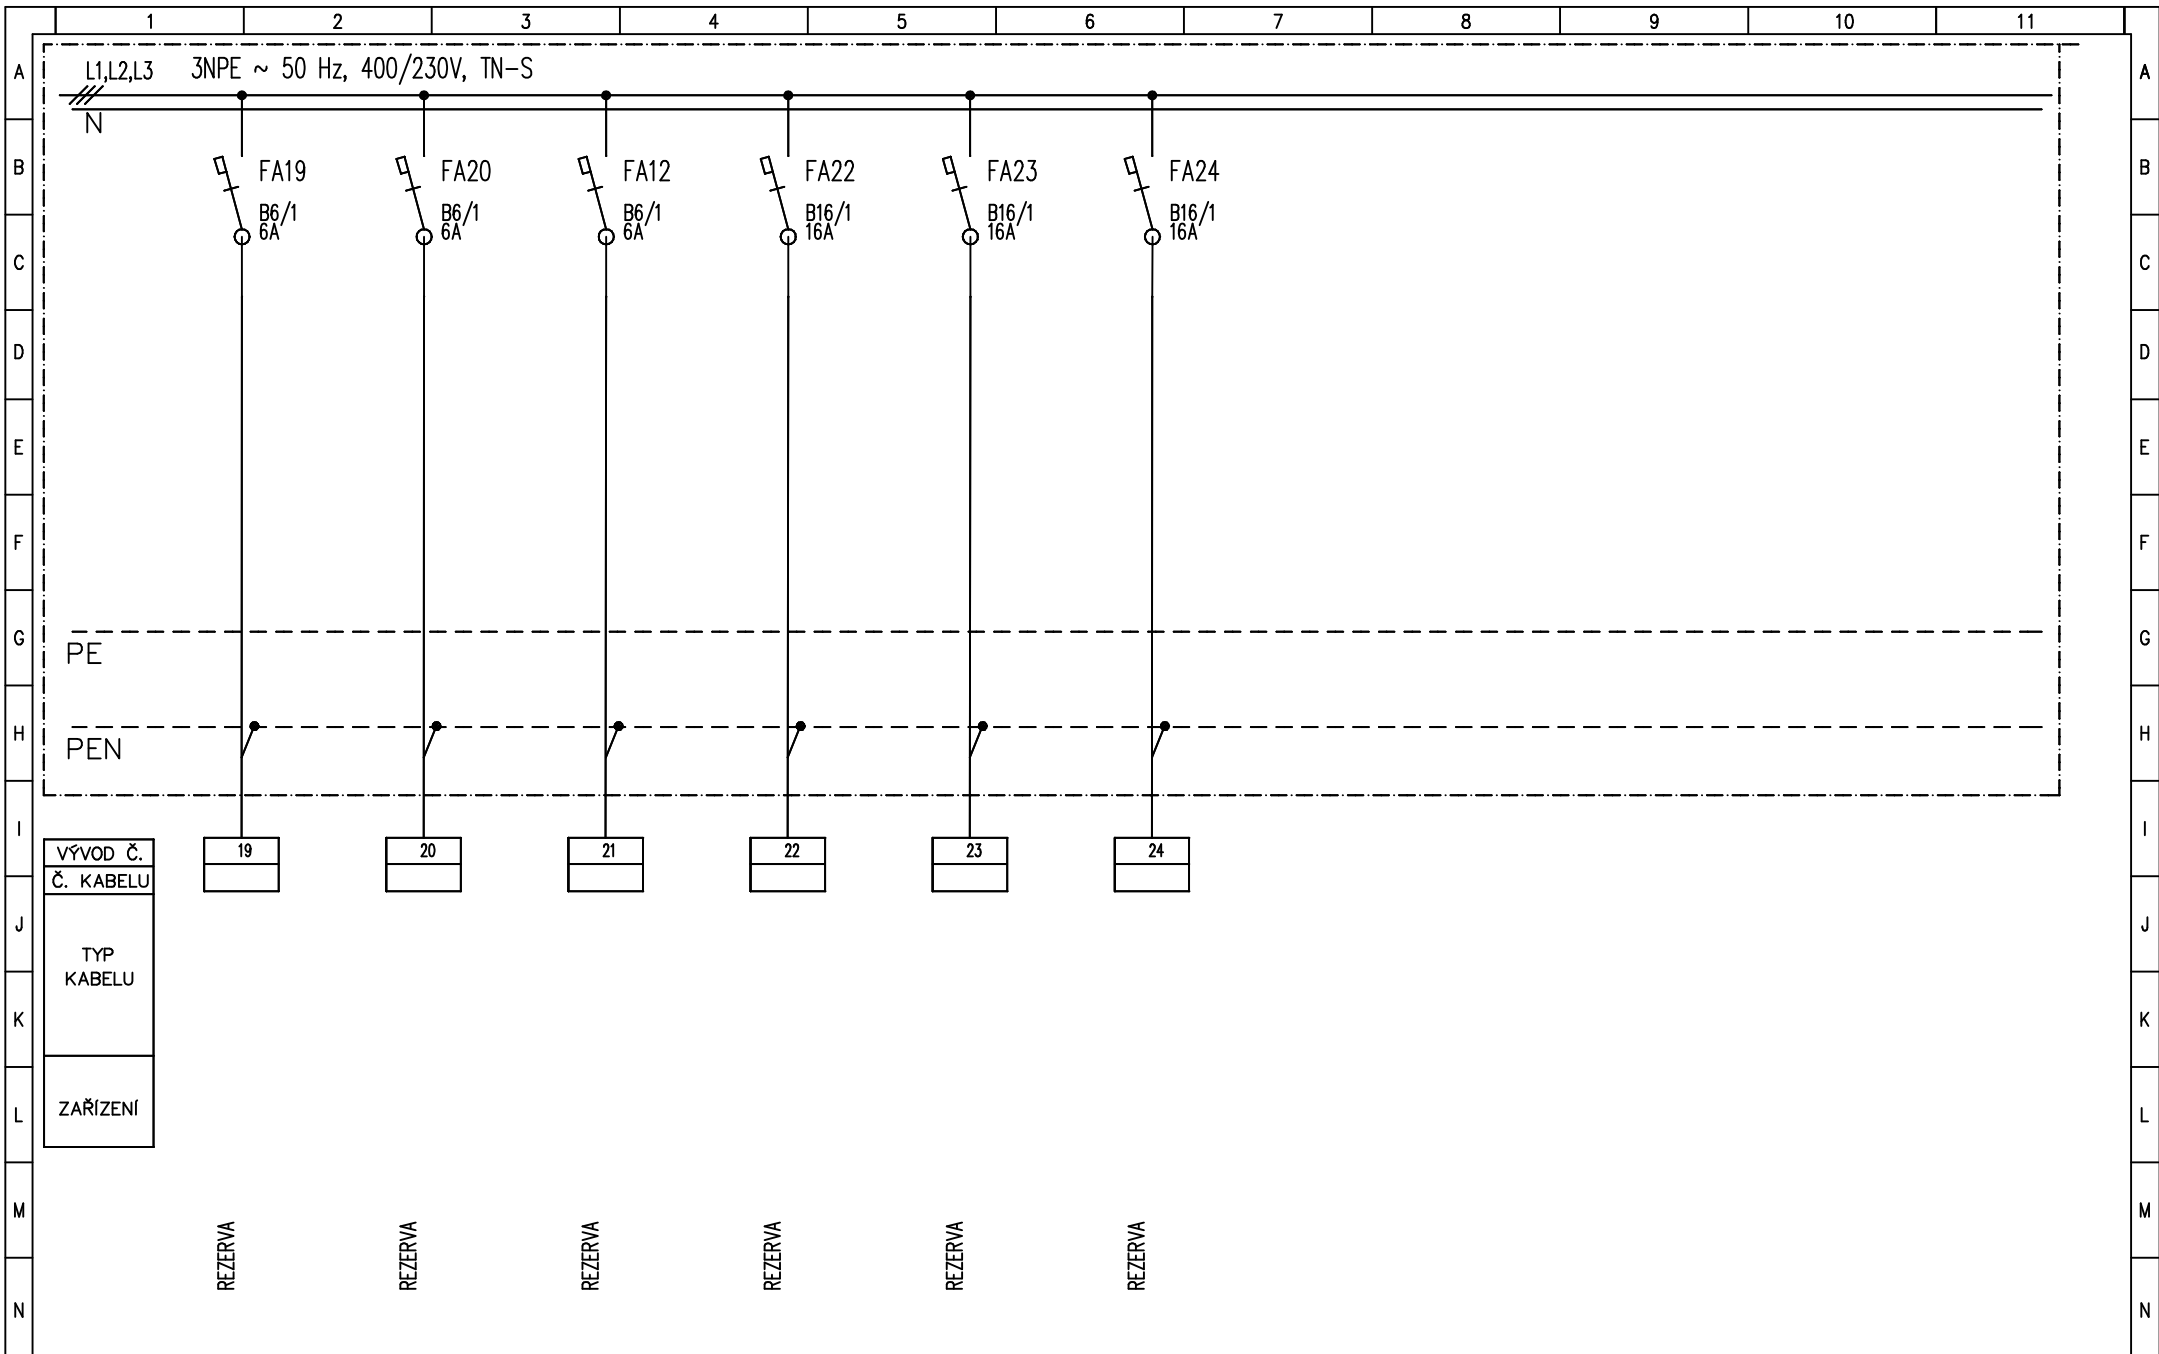 1 2 3 4 5 6 7 8 9 10 11
A L1,L2,L3 3NPE ~ 50 Hz, 400/230V, TN-S A
N
B FA19 FA20 FA12 FA22 FA23 FA24 B
B6/1 B6/1 B6/1 B16/1 B16/1 B16/1
6A 6A 6A 16A 16A 16A
C C
D D
E E
F F
G G
PE
H H
PEN
I I
VÝVOD Č. 19 20 21 22 23 24
Č. KABELU
J J
TYP
KABELU
K K
ZAŘÍZENÍ
L L
M M
REZERVA REZERVA REZERVA REZERVA REZERVA REZERVA
N N